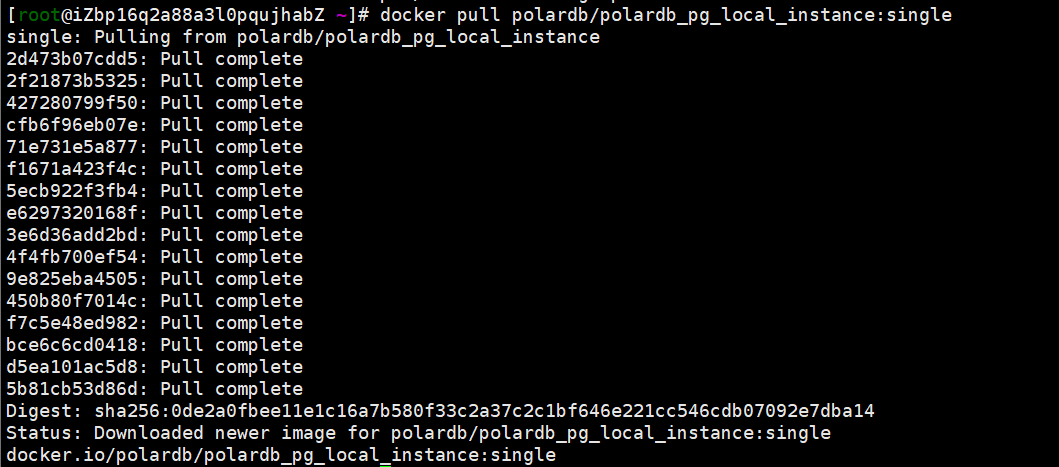 [root@iZbp16q2a88a3l0pqujhabZ ~]# docker pull polardb/polardb_pg_local_instance:single
single: Pulling from polardb/polardb_pg_local_instance
2d473b07cdd5: Pull complete
2f21873b5325: Pull complete
427280799f50: Pull complete
cfb6f96eb07e: Pull complete
71e731e5a877: Pull complete
f1671a423f4c: Pull complete
5ecb922f3fb4: Pull complete
e6297320168f: Pull complete
3e6d36add2bd: Pull complete
4f4fb700ef54: Pull complete
9e825eba4505: Pull complete
450b80f7014c: Pull complete
f7c5e48ed982: Pull complete
bce6c6cd0418: Pull complete
d5ea101ac5d8: Pull complete
5b81cb53d86d: Pull complete
Digest: sha256:0de2a0fbee11e1c16a7b580f33c2a37c2c1bf646e221cc546cdb07092e7dba14
Status: Downloaded newer image for polardb/polardb_pg_local_instance:single
docker.io/polardb/polardb_pg_local_instance:single